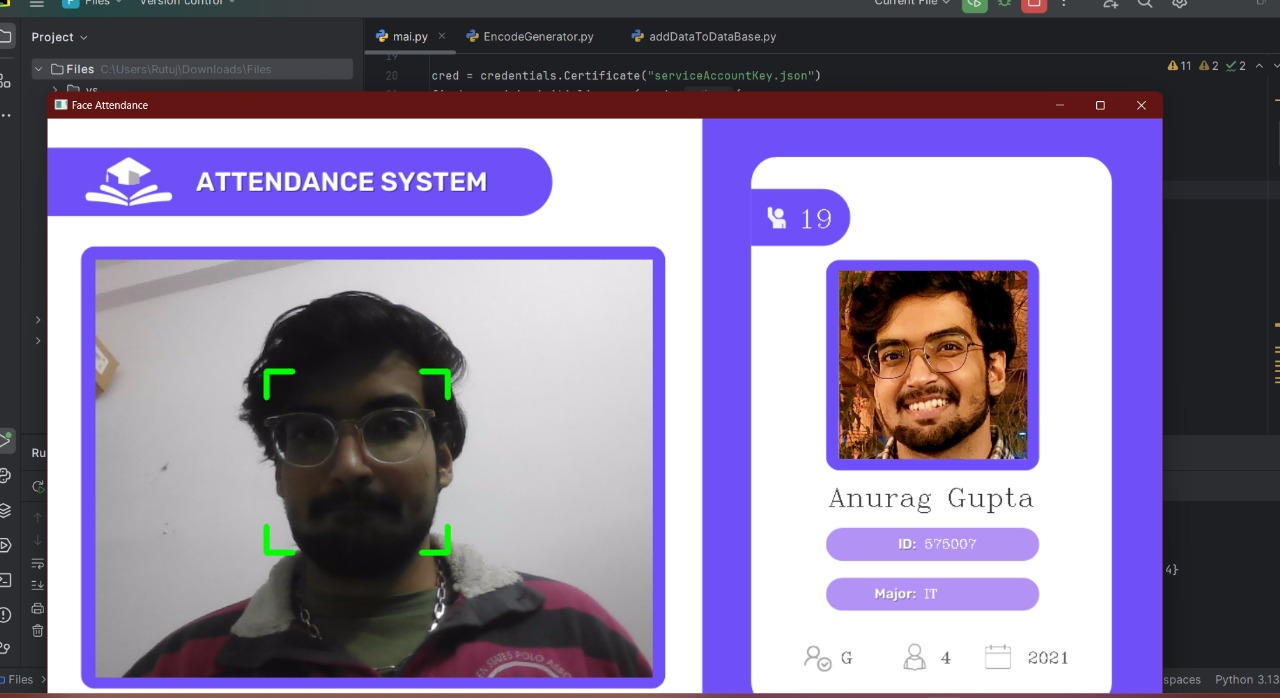 Files
Version control
Current File
Project
mai.py
EncodeGenerator.py
addDataToDataBase.py
Files C:\Users\Rutuj\Downloads\Files
19
20 cred = credentials.Certificate("serviceAccountKey.json")
11 2 2
Face Attendance
ATTENDANCE SYSTEM
19
Anurag Gupta
ID: 575007
Major: IT
G 4 2021
Ru
4}
Files
spaces Python 3.13